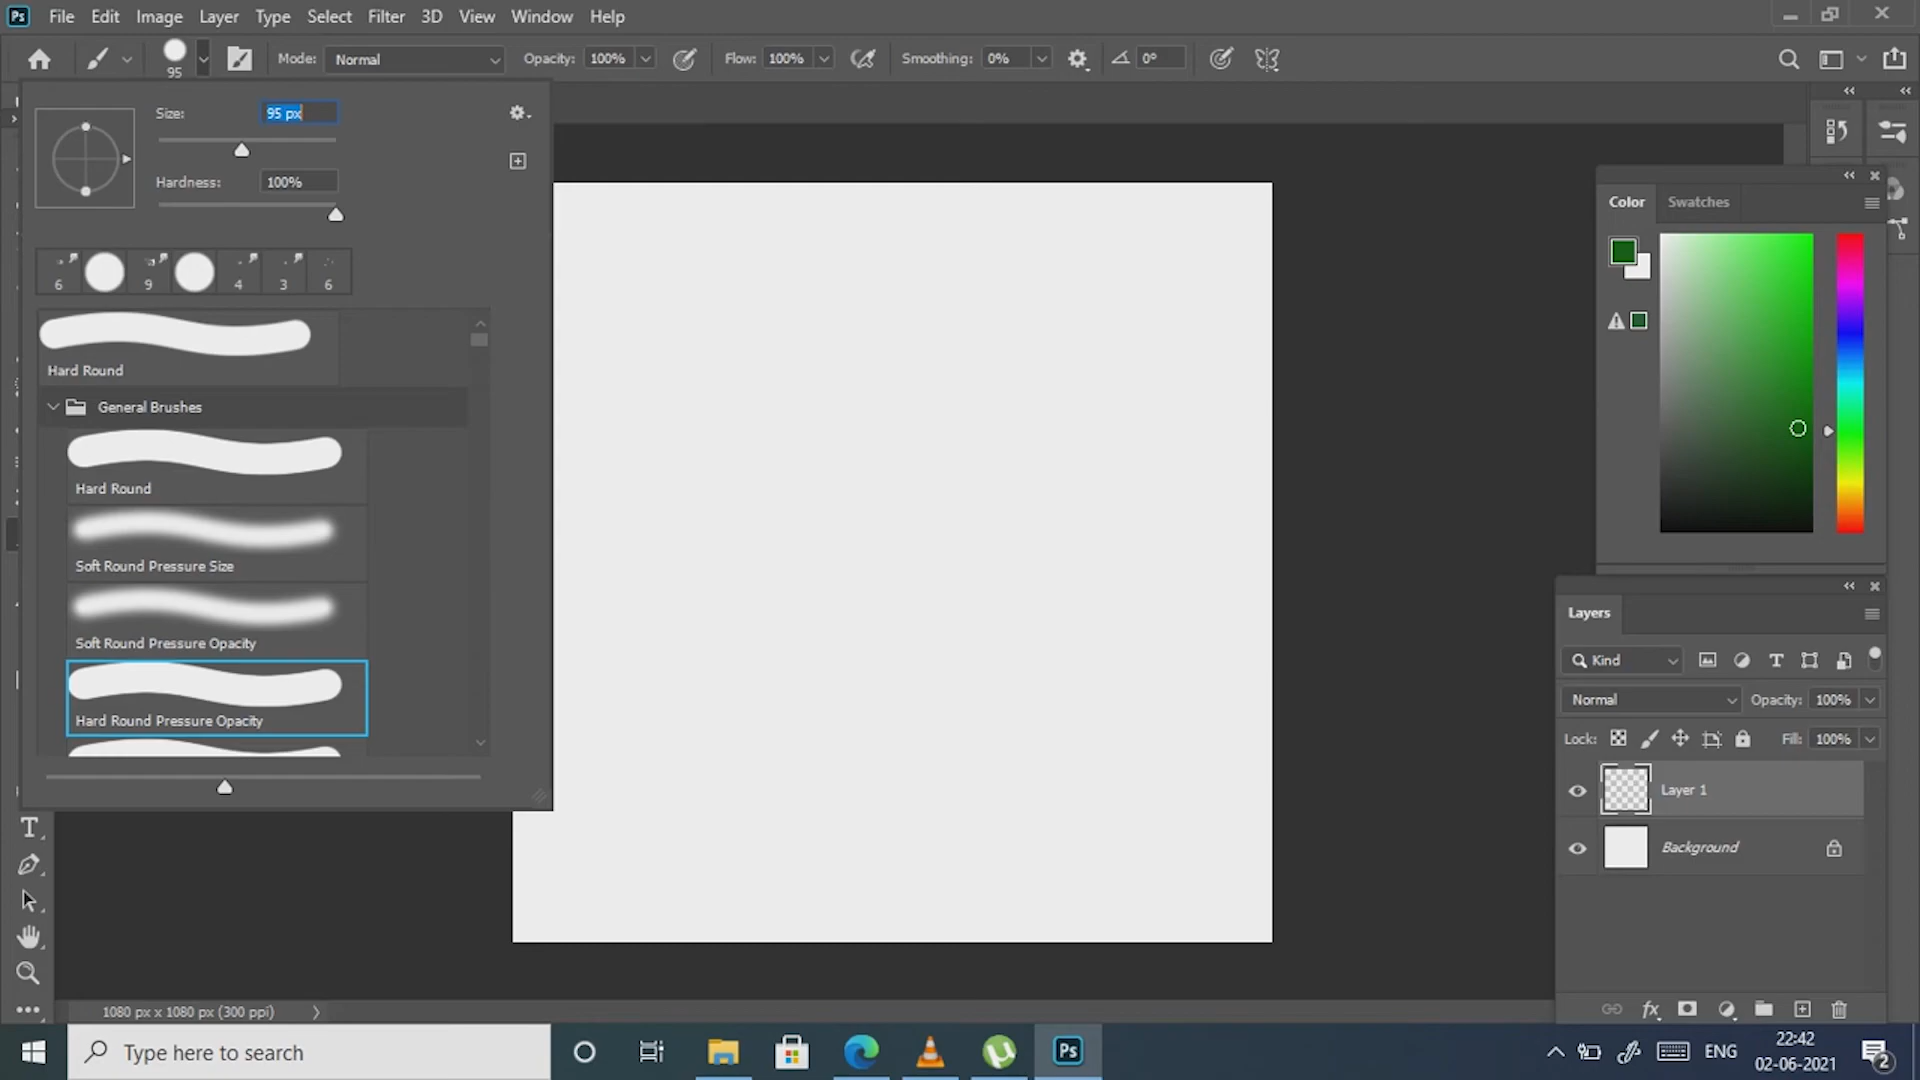 Ps File Edit Image Layer Type Select Filter 3D View Window Help
95 Mode: Normal Opacity: 100% Flow: 100% Smoothing: 0% 0°
Size: 95 px
Hardness: 100%
6 9 4 3 6
Hard Round
General Brushes
Hard Round
Soft Round Pressure Size
Soft Round Pressure Opacity
Hard Round Pressure Opacity
Color Swatches
Layers
Kind
Normal Opacity: 100%
Lock: Fill: 100%
Layer 1
Background
1080 px x 1080 px (300 ppi)
Type here to search
Ps
ENG
22:42
02-06-2021
2